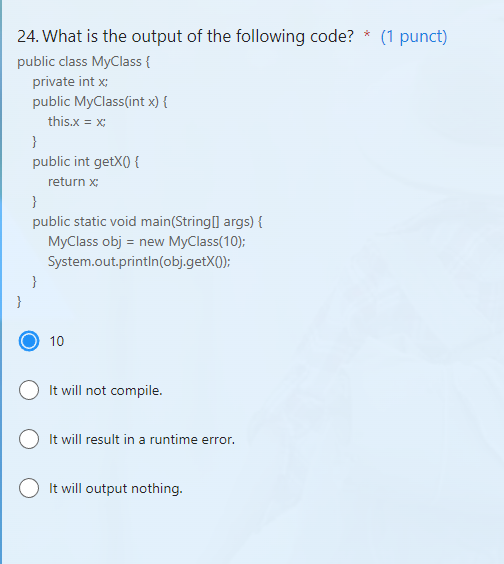 24. What is the output of the following code? * (1 punct)
public class MyClass {
private int x;
public MyClass(int x) {
this.x = x;
}
public int getX() {
return x;
}
public static void main(String[] args) {
MyClass obj = new MyClass(10);
System.out.println(obj.getX());
}
}
10
It will not compile.
It will result in a runtime error.
It will output nothing.